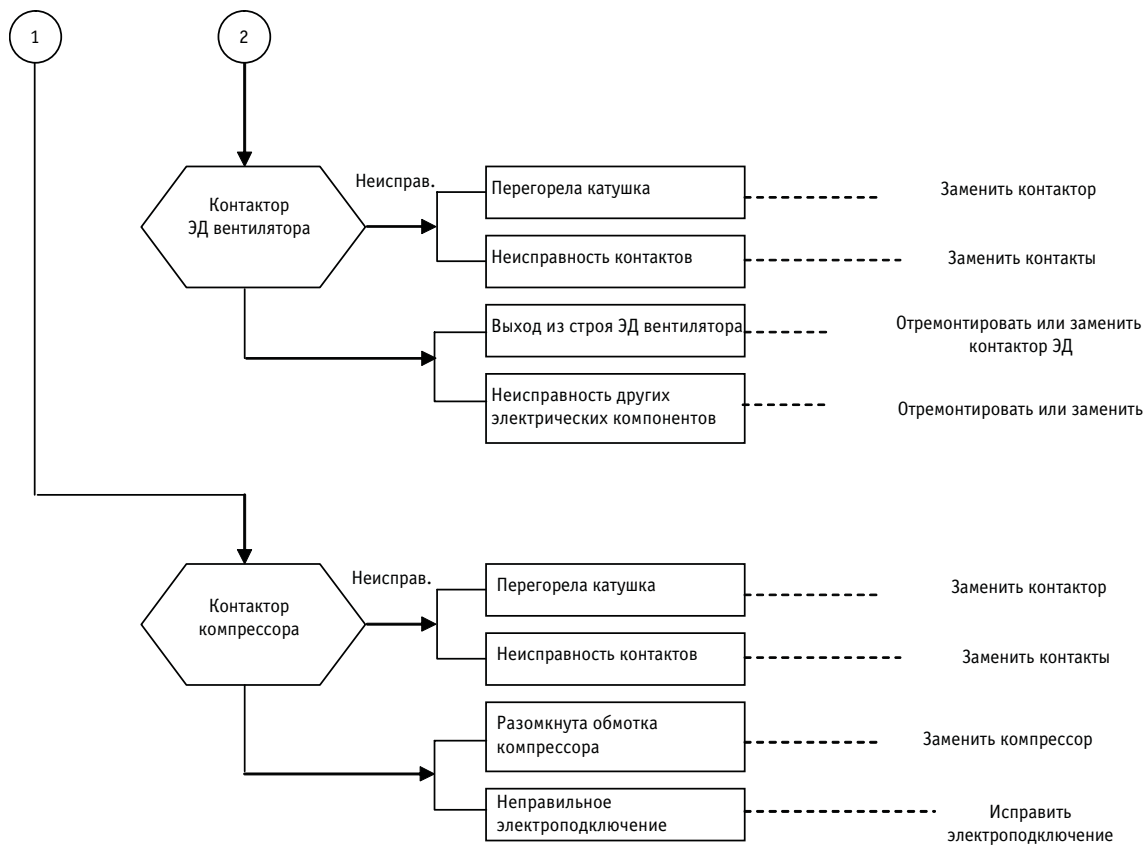 1
2
Неисправ.
Контактор
ЭД вентилятора
Перегорела катушка
Заменить контактор
Неисправность контактов
Заменить контакты
Выход из строя ЭД вентилятора
Отремонтировать или заменить
контактор ЭД
Неисправность других
электрических компонентов
Отремонтировать или заменить
Неисправ.
Контактор
компрессора
Перегорела катушка
Заменить контактор
Неисправность контактов
Заменить контакты
Разомкнута обмотка
компрессора
Заменить компрессор
Неправильное
электроподключение
Исправить
электроподключение